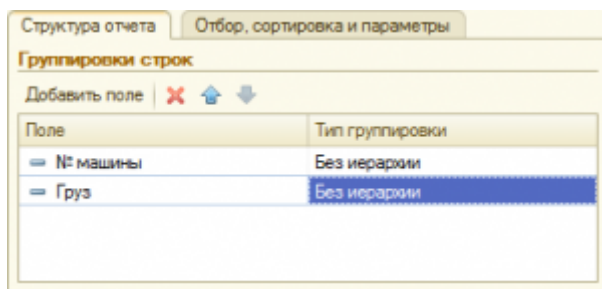 Структура отчета Отбор, сортировка и параметры
Группировки строк
Добавить поле
Поле Тип группировки
№ машины Без иерархии
Груз Без иерархии